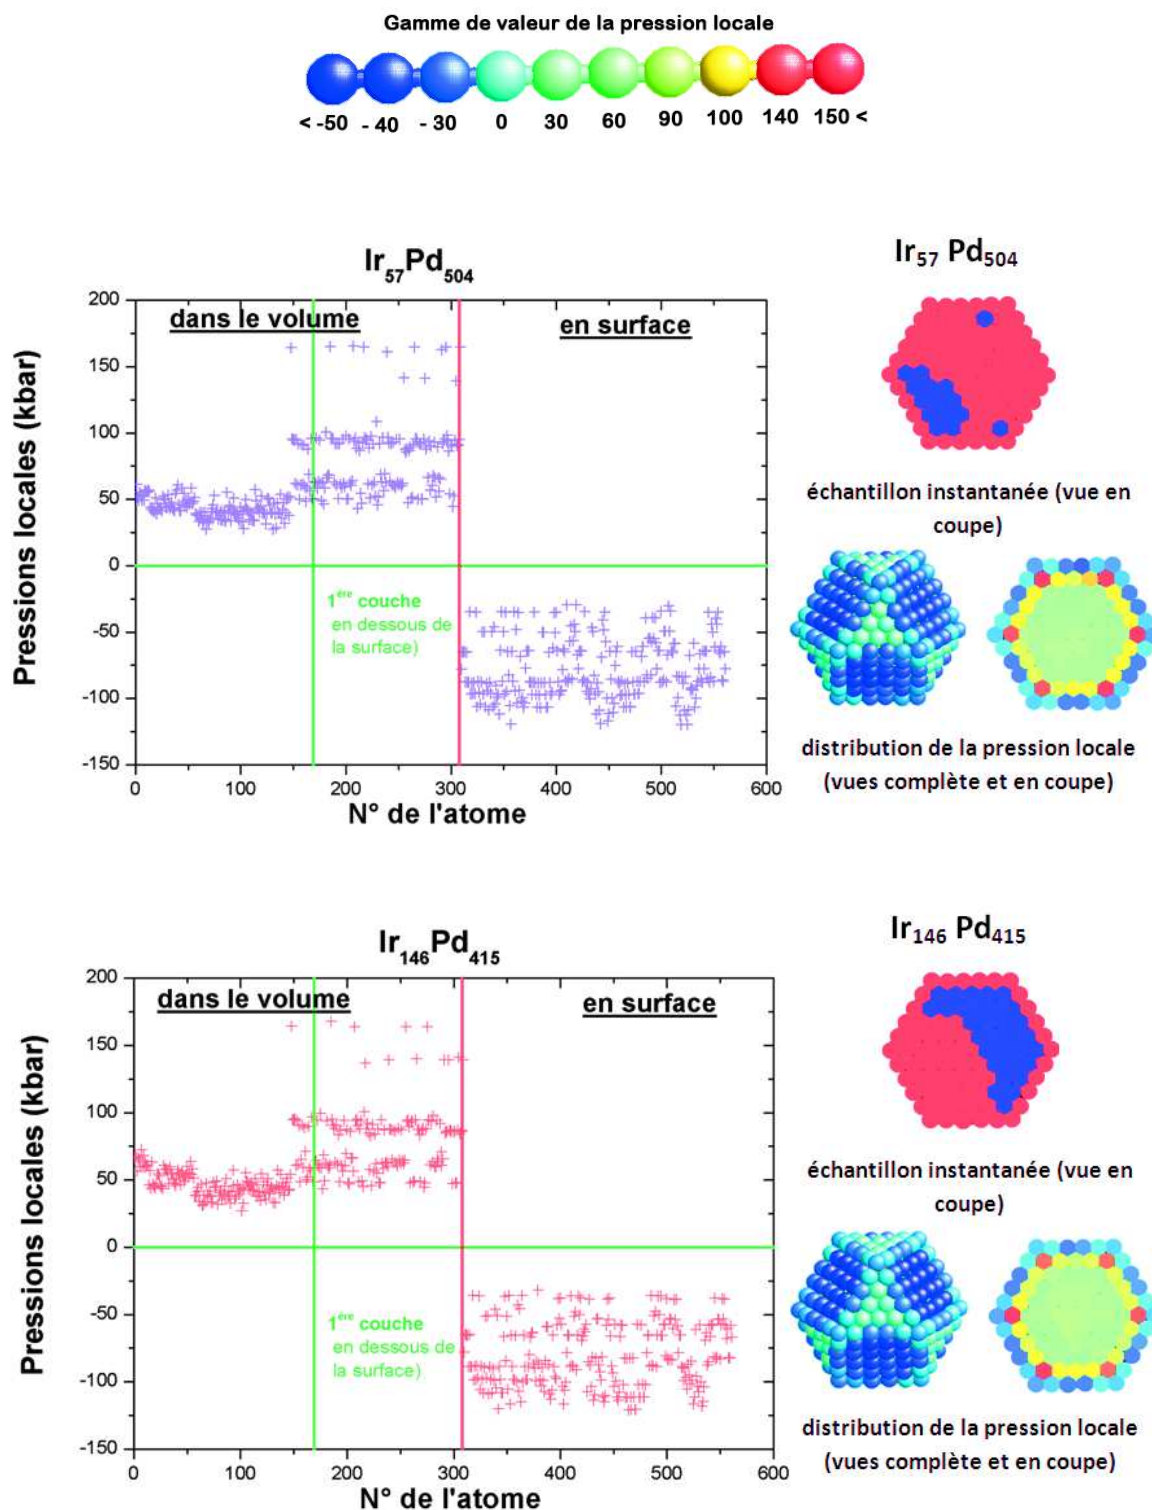 Gamme de valeur de la pression locale
< -50 - 40 - 30 0 30 60 90 100 140 150 <
Ir57Pd504
dans le volume
en surface
200
150
100
50
0
-50
-100
-150
Pressions locales (kbar)
1ère couche
en dessous de
la surface)
0 100 200 300 400 500 600
N° de l'atome
Ir57 Pd504
échantillon instantanée (vue en
coupe)
distribution de la pression locale
(vues complète et en coupe)
Ir146Pd415
dans le volume
en surface
200
150
100
50
0
-50
-100
-150
Pressions locales (kbar)
1ère couche
en dessous de
la surface)
0 100 200 300 400 500 600
N° de l'atome
Ir146 Pd415
échantillon instantanée (vue en
coupe)
distribution de la pression locale
(vues complète et en coupe)